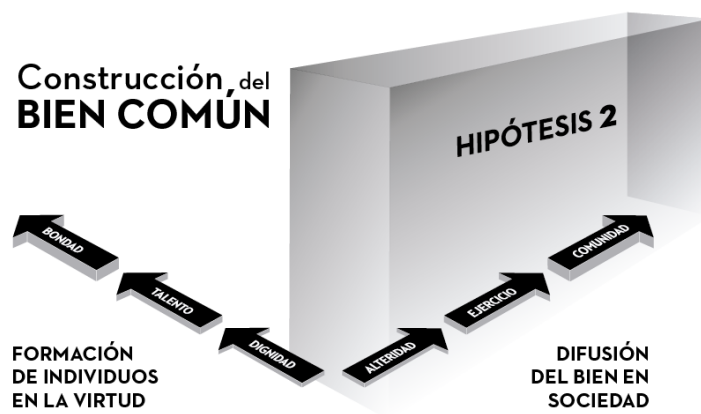 Construcción del
BIEN COMÚN
HIPÓTESIS 2
BONDAD
TALENTO
DIGNIDAD
ALTERIDAD
EJERCICIO
COMUNIDAD
FORMACIÓN
DE INDIVIDUOS
EN LA VIRTUD
DIFUSIÓN
DEL BIEN EN
SOCIEDAD